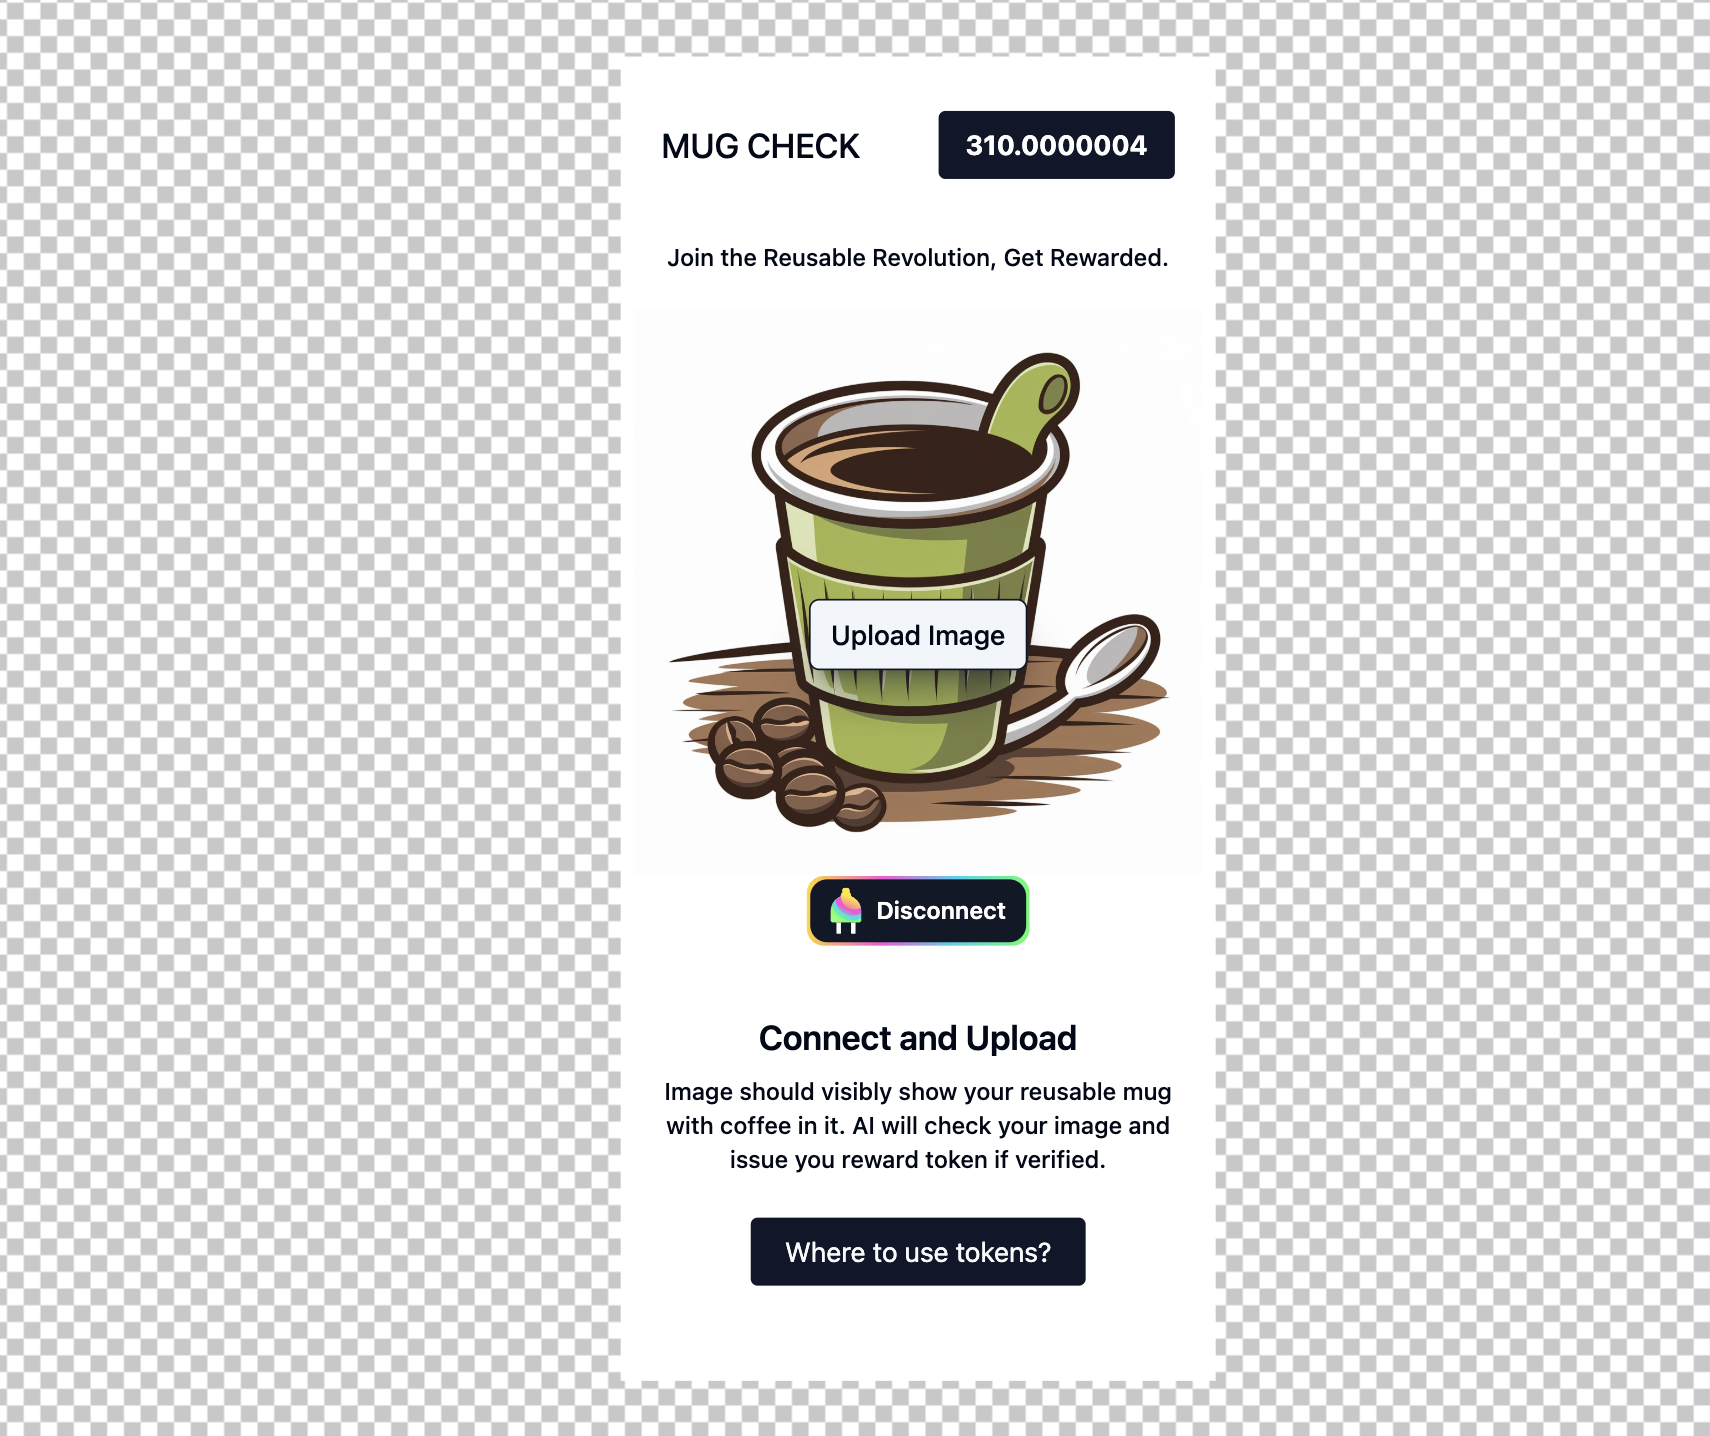 MUG CHECK
310.0000004
Join the Reusable Revolution, Get Rewarded.
Upload Image
Disconnect
Connect and Upload
Image should visibly show your reusable mug
with coffee in it. AI will check your image and
issue you reward token if verified.
Where to use tokens?